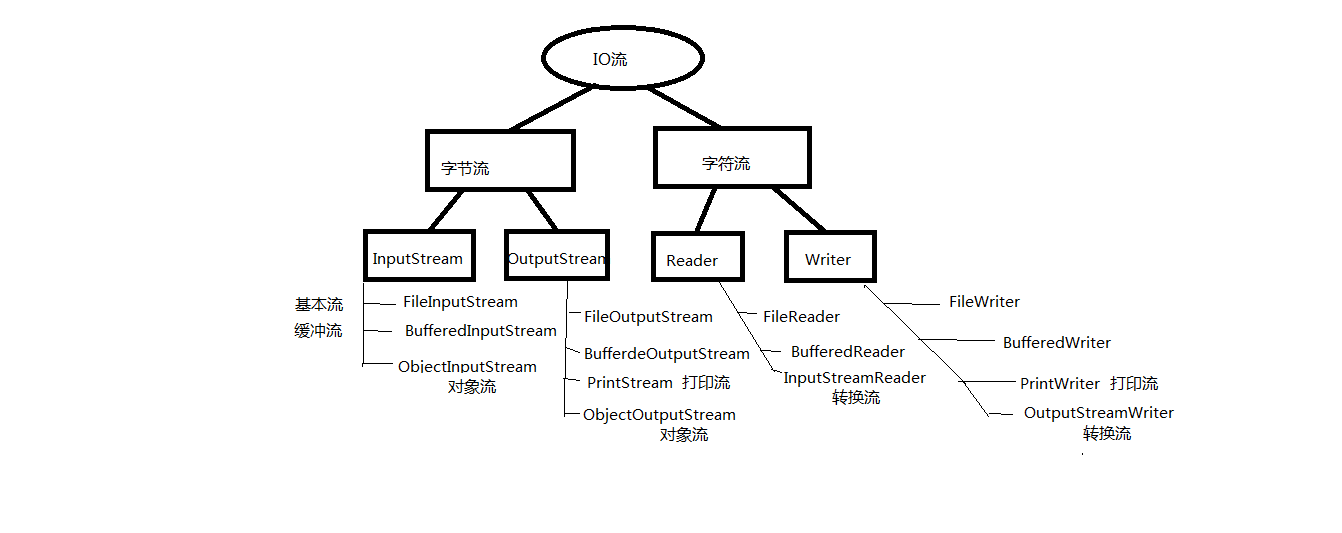 IO流
字节流
字符流
InputStream
OutputStream
Reader
Writer
基本流
FileInputStream
缓冲流
BufferedInputStream
ObjectInputStream
对象流
FileOutputStream
BufferdeOutputStream
PrintStream 打印流
ObjectOutputStream
对象流
FileReader
BufferedReader
InputStreamReader
转换流
FileWriter
BufferedWriter
PrintWriter 打印流
OutputStreamWriter
转换流